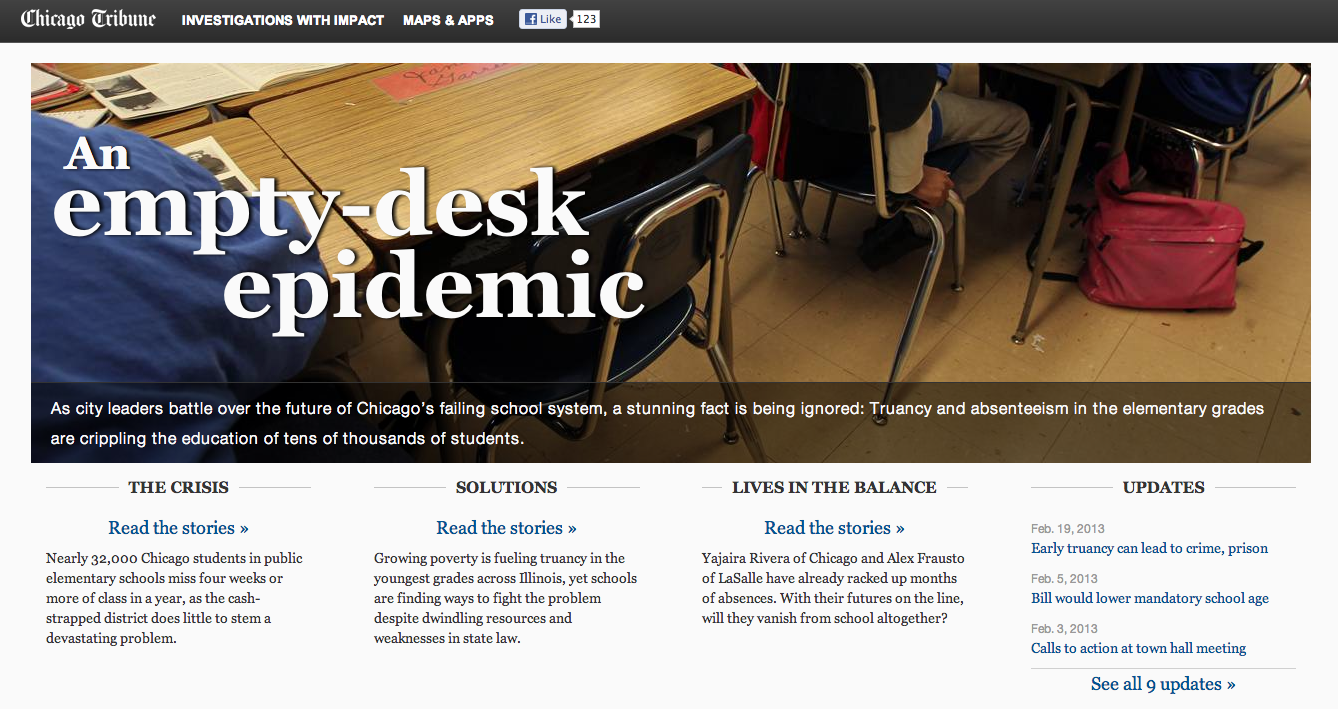 Chicago Tribune
INVESTIGATIONS WITH IMPACT
MAPS & APPS
Like
123
An
empty-desk
epidemic
As city leaders battle over the future of Chicago's failing school system, a stunning fact is being ignored: Truancy and absenteeism in the elementary grades
are crippling the education of tens of thousands of students.
THE CRISIS
Read the stories »
Nearly 32,000 Chicago students in public
elementary schools miss four weeks or
more of class in a year, as the cash-
strapped district does little to stem a
devastating problem.
SOLUTIONS
Read the stories »
Growing poverty is fueling truancy in the
youngest grades across Illinois, yet schools
are finding ways to fight the problem
despite dwindling resources and
weaknesses in state law.
LIVES IN THE BALANCE
Read the stories »
Yajaira Rivera of Chicago and Alex Frausto
of LaSalle have already racked up months
of absences. With their futures on the line,
will they vanish from school altogether?
UPDATES
Feb. 19, 2013
Early truancy can lead to crime, prison
Feb. 5, 2013
Bill would lower mandatory school age
Feb. 3, 2013
Calls to action at town hall meeting
See all 9 updates »